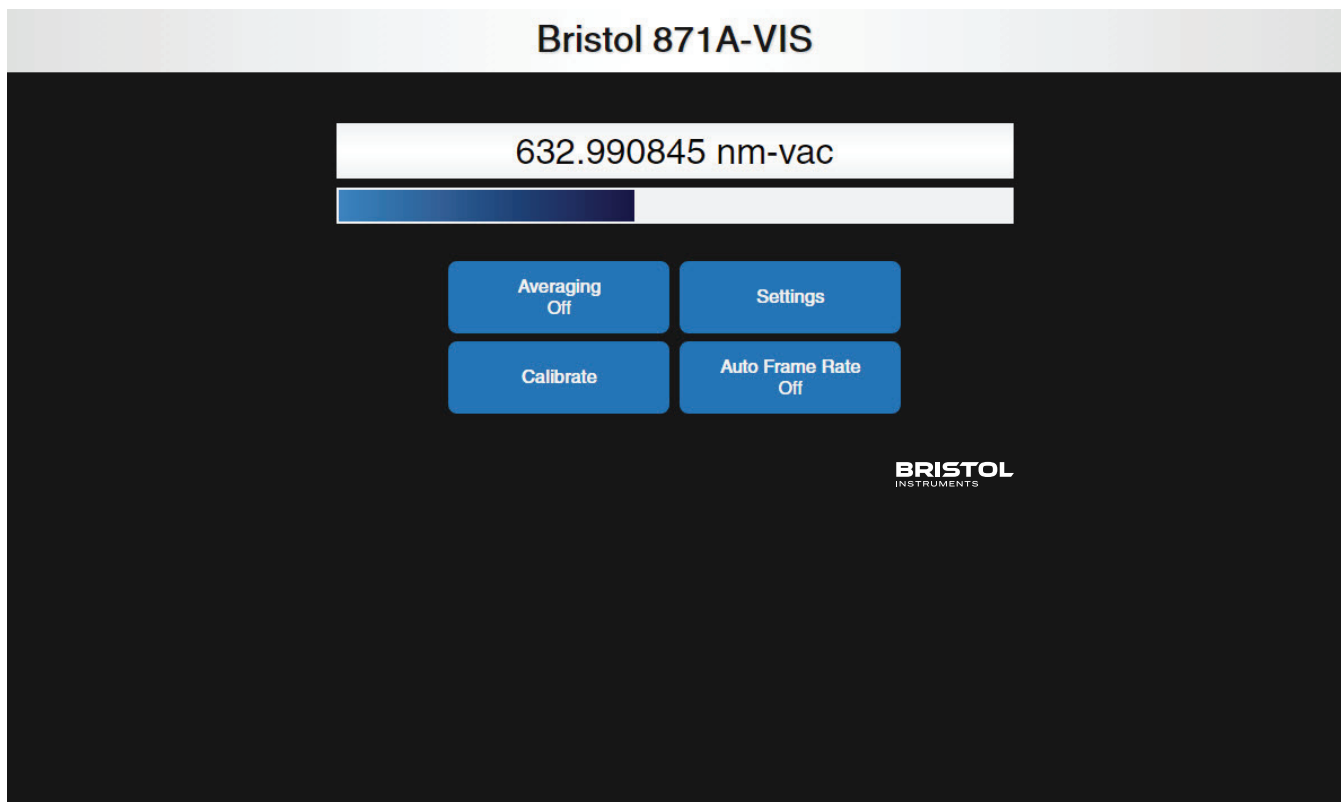 Bristol 871A-VIS
632.990845 nm-vac
Averaging
Off
Settings
Calibrate
Auto Frame Rate
Off
BRISTOL
INSTRUMENTS